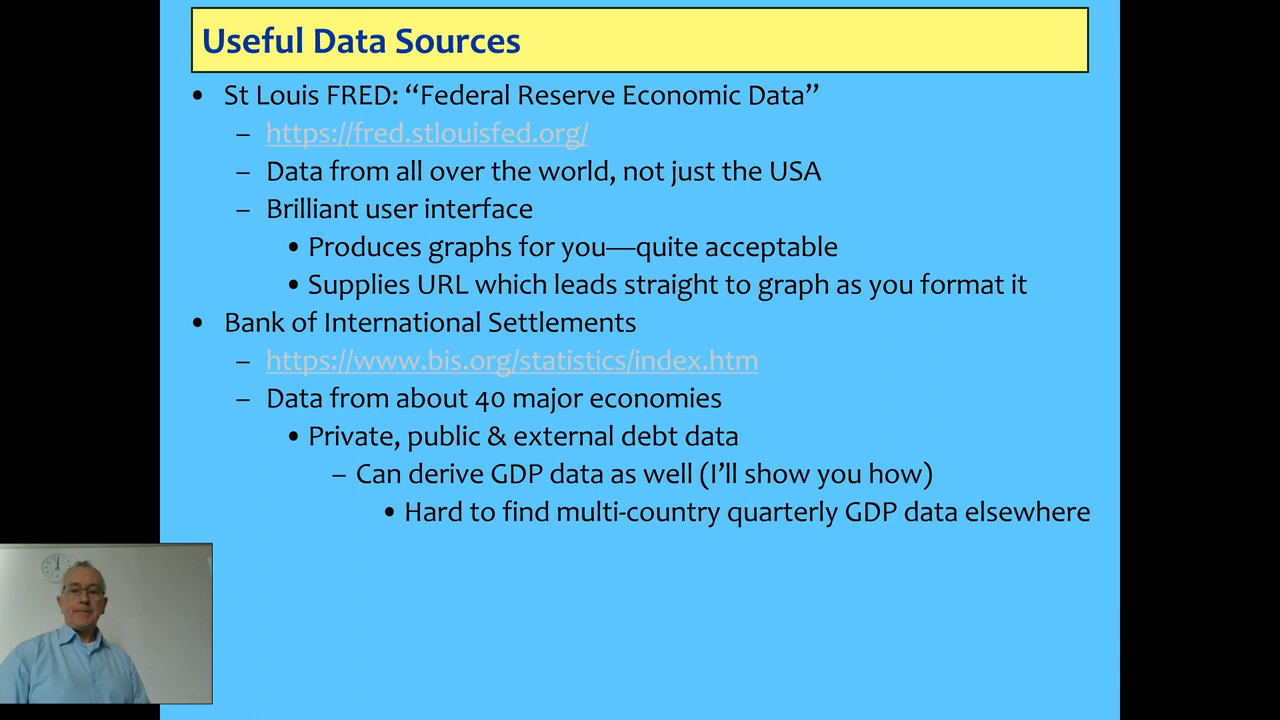 Useful Data Sources
• St Louis FRED: “Federal Reserve Economic Data”
– https://fred.stlouisfed.org/
– Data from all over the world, not just the USA
– Brilliant user interface
• Produces graphs for you—quite acceptable
• Supplies URL which leads straight to graph as you format it
• Bank of International Settlements
– https://www.bis.org/statistics/index.htm
– Data from about 40 major economies
• Private, public & external debt data
– Can derive GDP data as well (I’ll show you how)
• Hard to find multi-country quarterly GDP data elsewhere